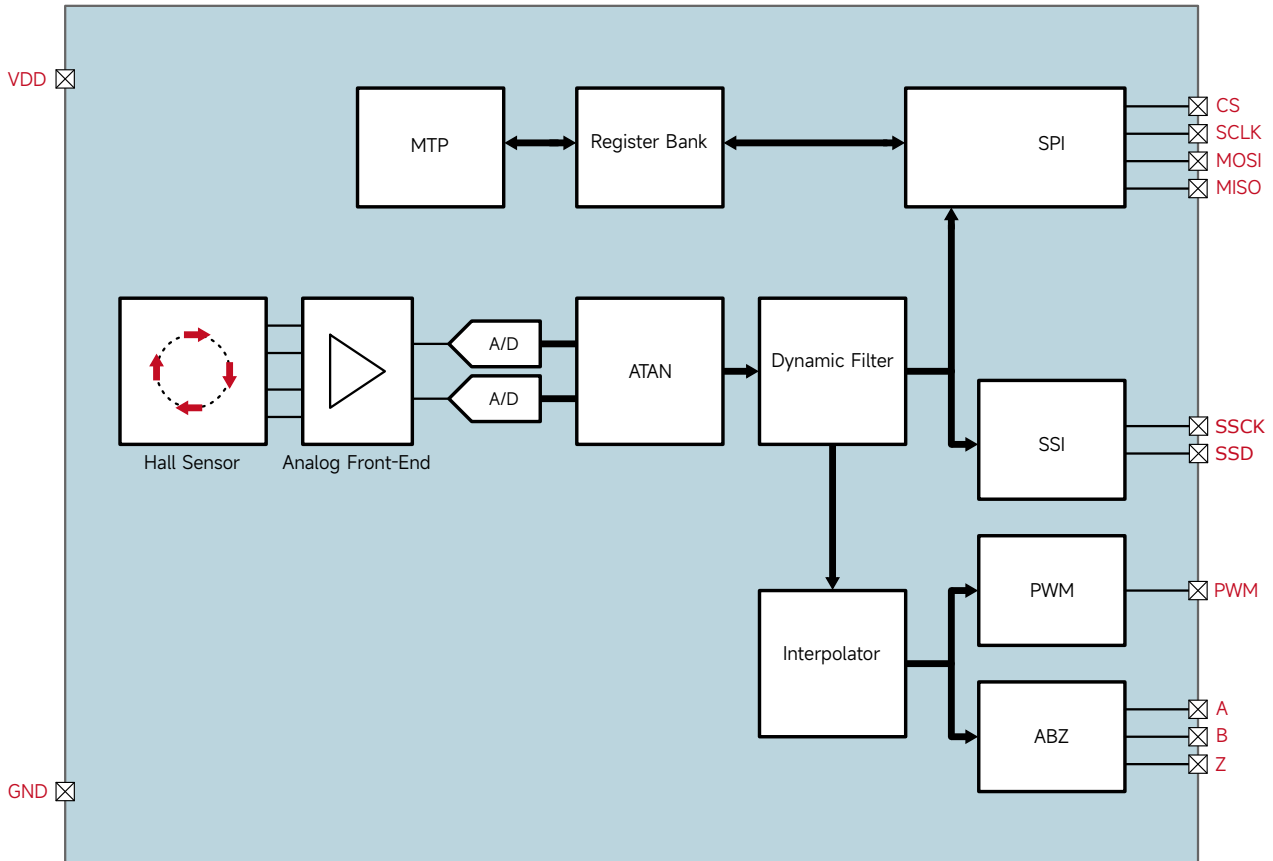 VDD
MTP
Register Bank
SPI
CS
SCLK
MOSI
MISO
A/D
A/D
ATAN
Dynamic Filter
Hall Sensor
Analog Front-End
SSI
SSCK
SSD
PWM
PWM
Interpolator
ABZ
A
B
Z
GND